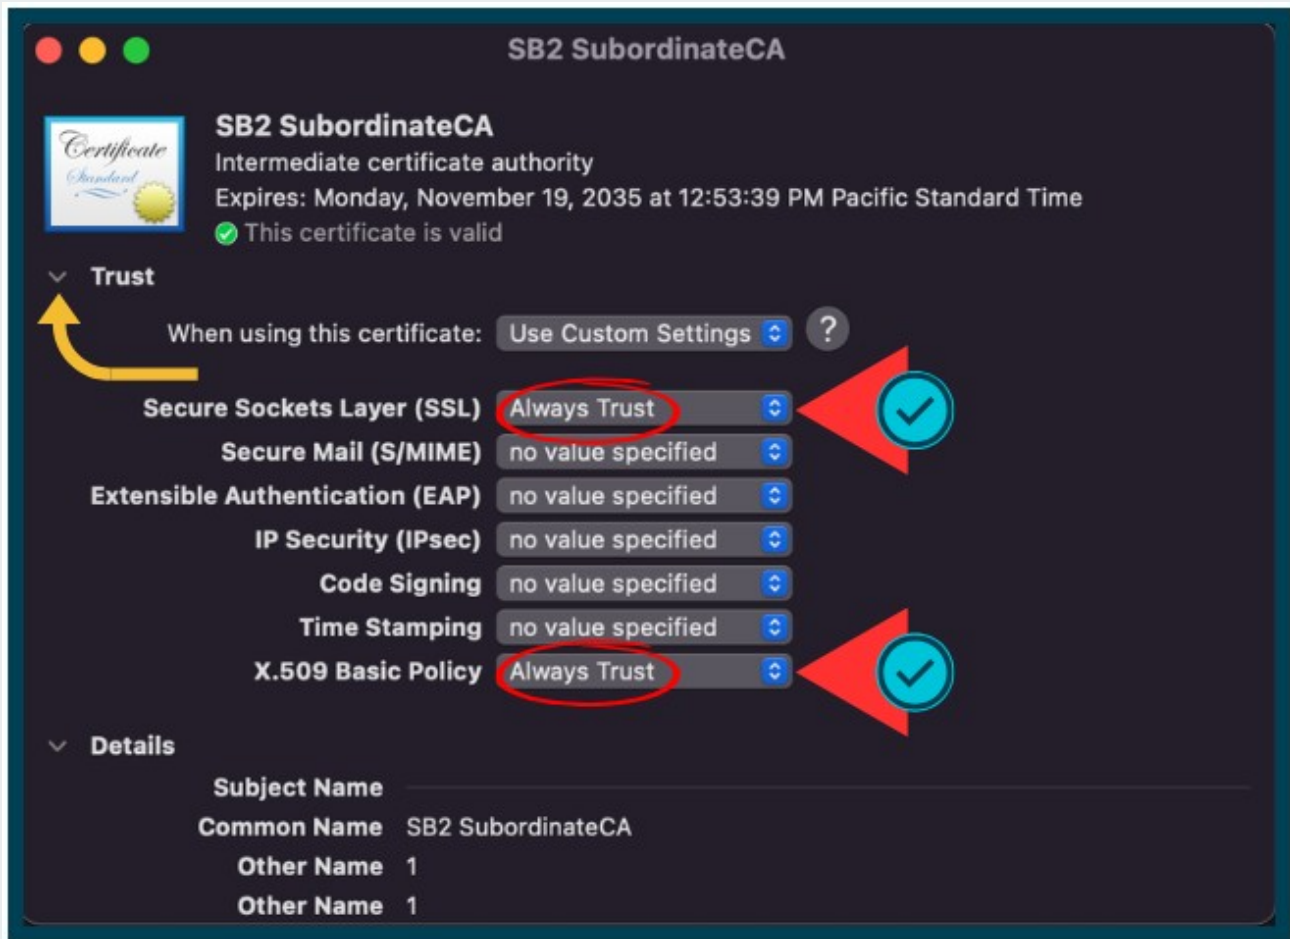 SB2 SubordinateCA
Certificate
Standard
SB2 SubordinateCA
Intermediate certificate authority
Expires: Monday, November 19, 2035 at 12:53:39 PM Pacific Standard Time
This certificate is valid
Trust
When using this certificate: Use Custom Settings ?
Secure Sockets Layer (SSL) Always Trust
Secure Mail (S/MIME) no value specified
Extensible Authentication (EAP) no value specified
IP Security (IPsec) no value specified
Code Signing no value specified
Time Stamping no value specified
X.509 Basic Policy Always Trust
Details
Subject Name
Common Name SB2 SubordinateCA
Other Name 1
Other Name 1